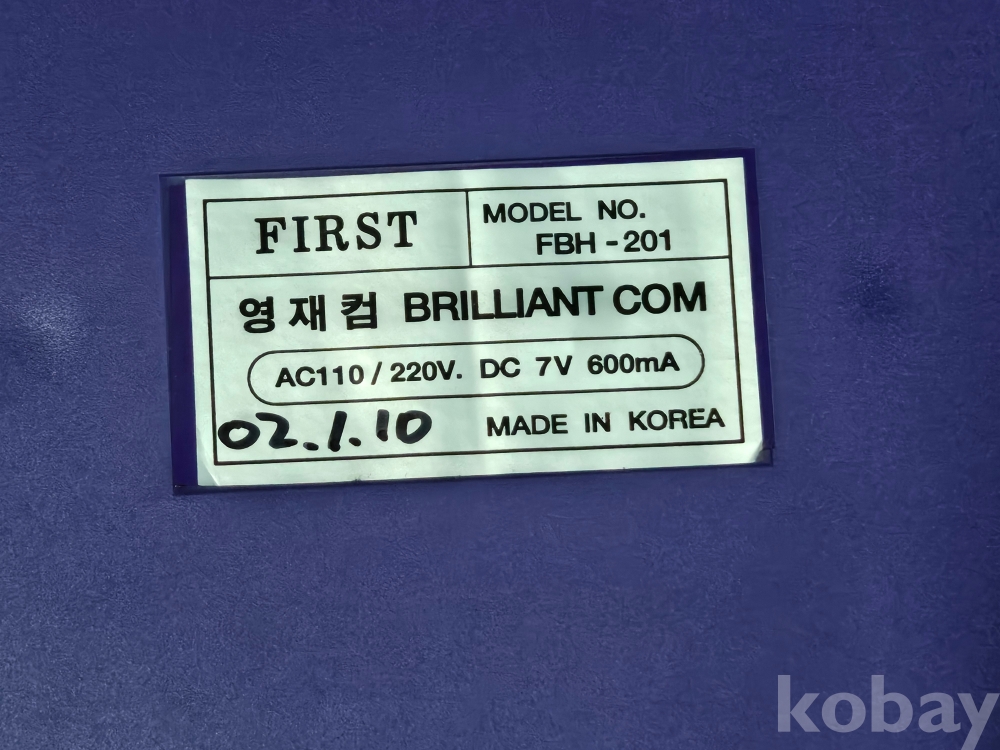 FIRST
MODEL NO.
FBH-201
영재컴 BRILLIANT COM
AC110/220V. DC 7V 600mA
02.1.10 MADE IN KOREA
kobay